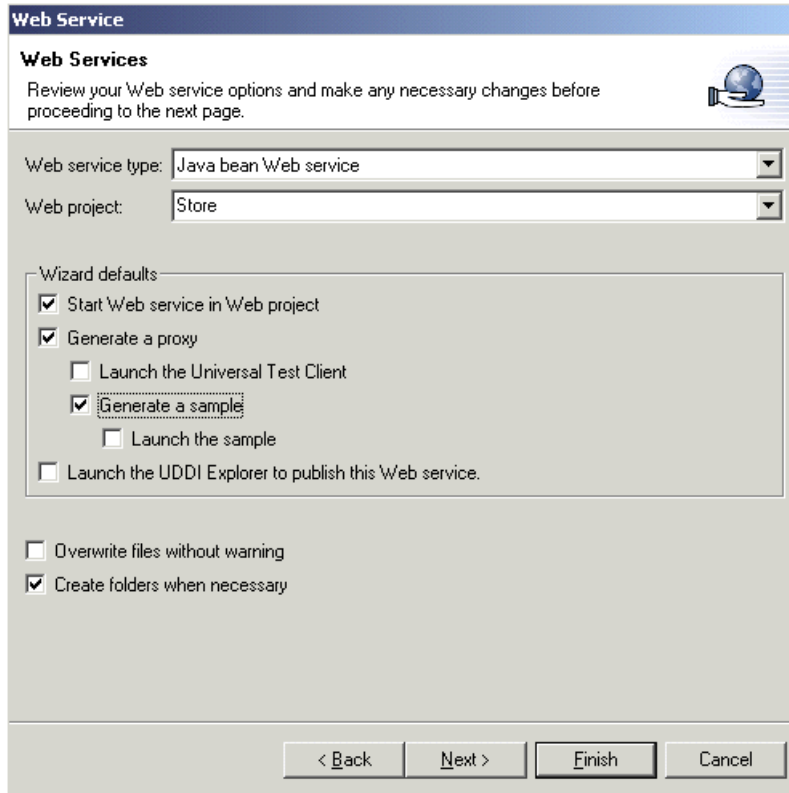 Web Service
Web Services
Review your Web service options and make any necessary changes before
proceeding to the next page.
Web service type: Java bean Web service
Web project: Store
Wizard defaults
Start Web service in Web project
Generate a proxy
Launch the Universal Test Client
Generate a sample
Launch the sample
Launch the UDDI Explorer to publish this Web service.
Overwrite files without warning
Create folders when necessary
< Back Next > Finish Cancel